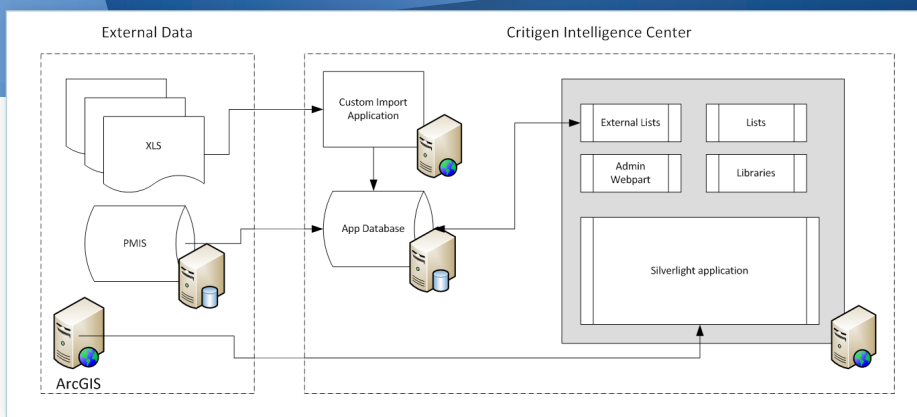 External Data
Critigen Intelligence Center
XLS
Custom Import
Application
External Lists
Lists
Admin
Webpart
Libraries
PMIS
App Database
Silverlight application
ArcGIS